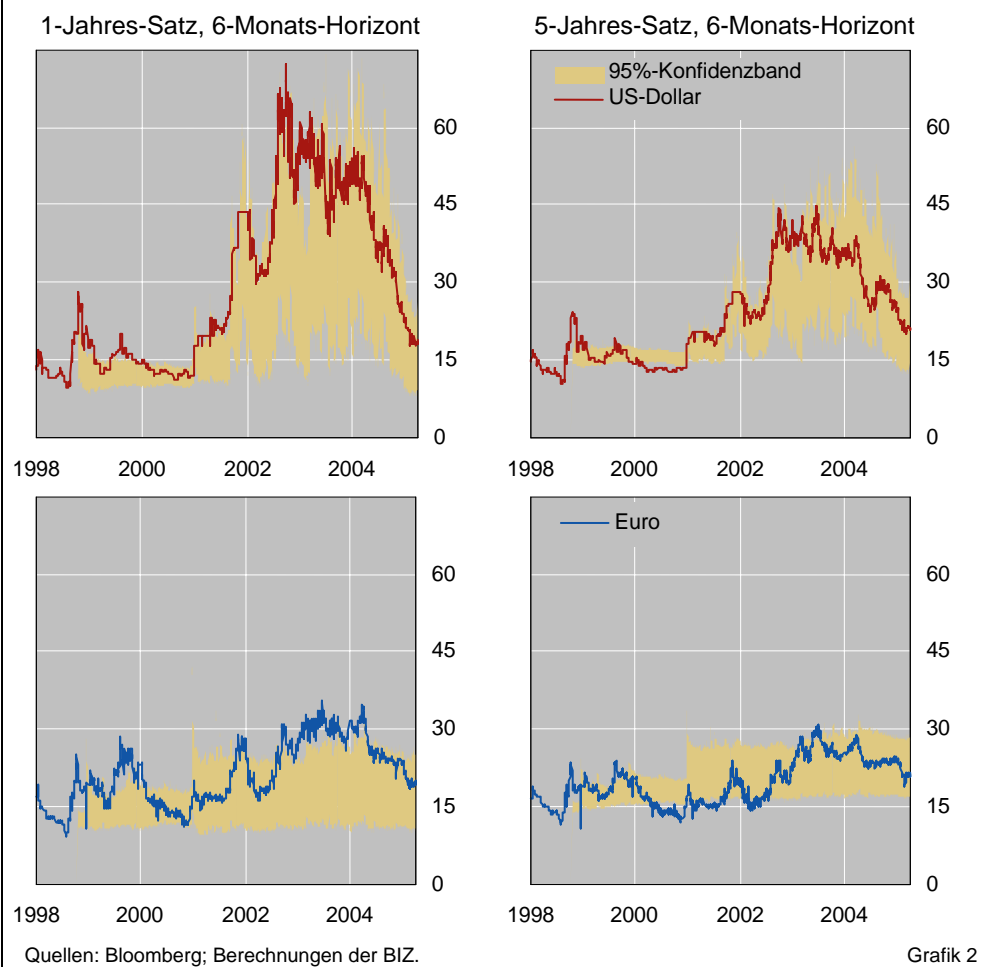 1-Jahres-Satz, 6-Monats-Horizont
5-Jahres-Satz, 6-Monats-Horizont
95%-Konfidenzband
US-Dollar
60
45
30
15
0
1998 2000 2002 2004
60
45
30
15
0
1998 2000 2002 2004
Euro
60
45
30
15
0
1998 2000 2002 2004
60
45
30
15
0
1998 2000 2002 2004
Quellen: Bloomberg; Berechnungen der BIZ.
Grafik 2